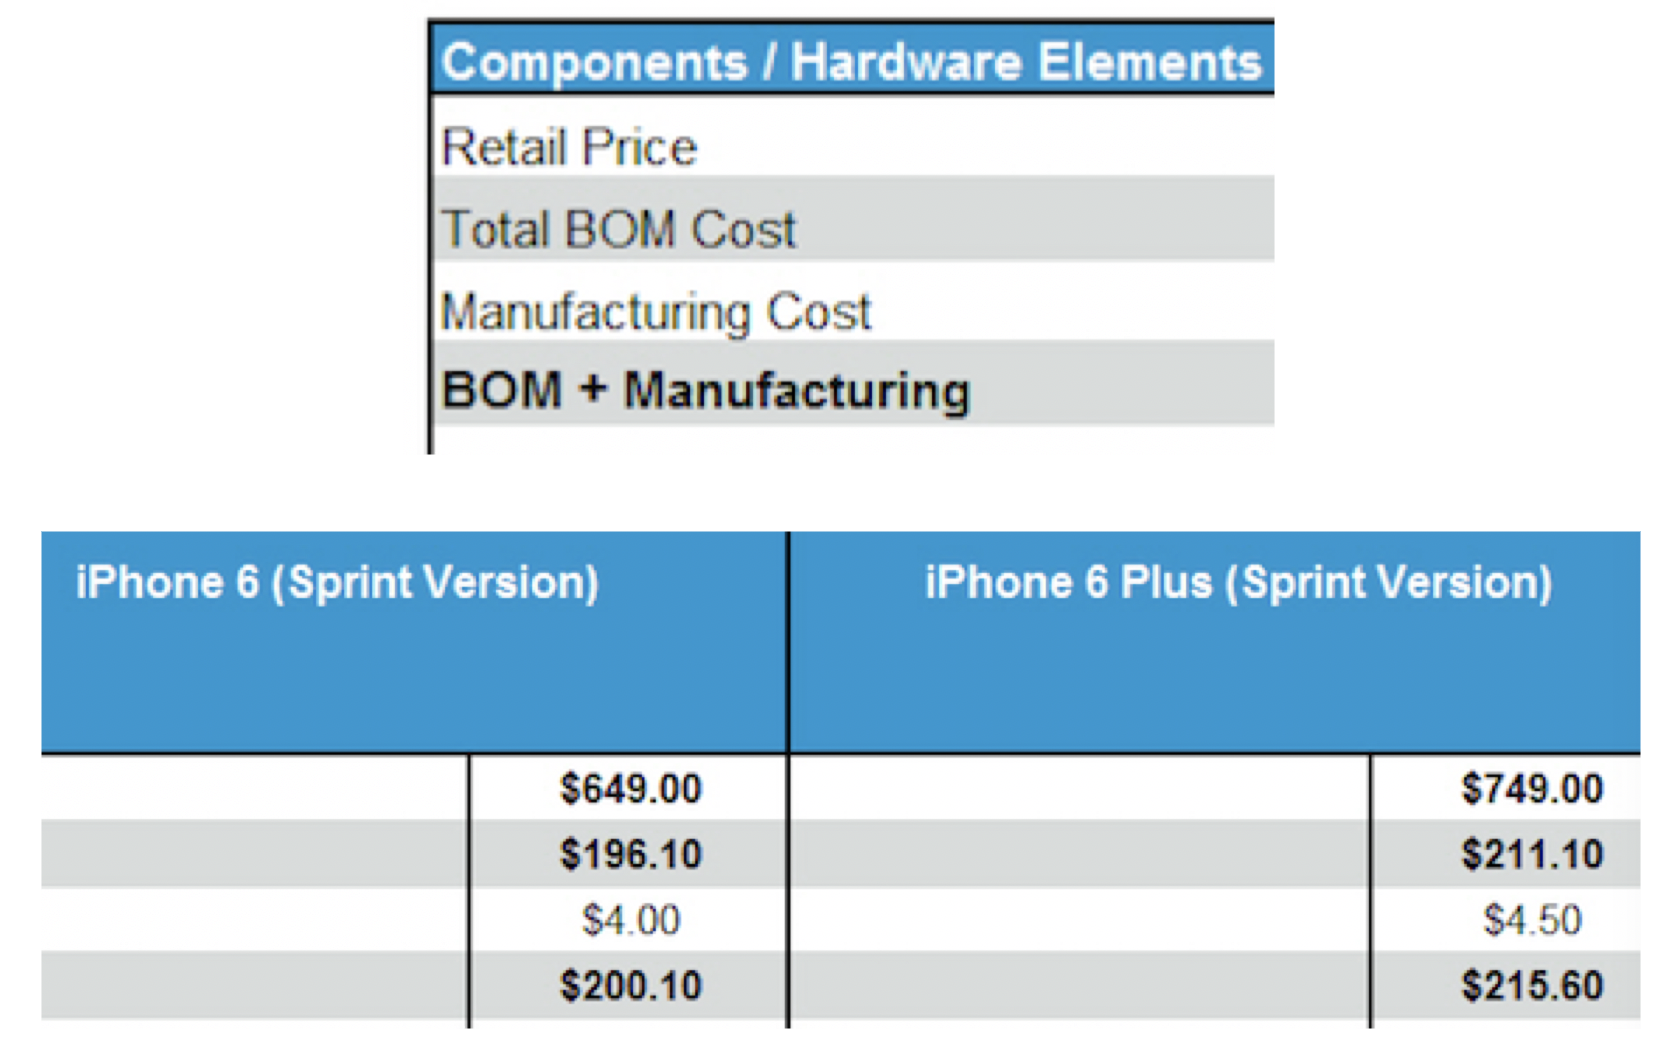 Components / Hardware Elements
Retail Price
Total BOM Cost
Manufacturing Cost
BOM + Manufacturing
iPhone 6 (Sprint Version) iPhone 6 Plus (Sprint Version)
$649.00 $749.00
$196.10 $211.10
$4.00 $4.50
$200.10 $215.60